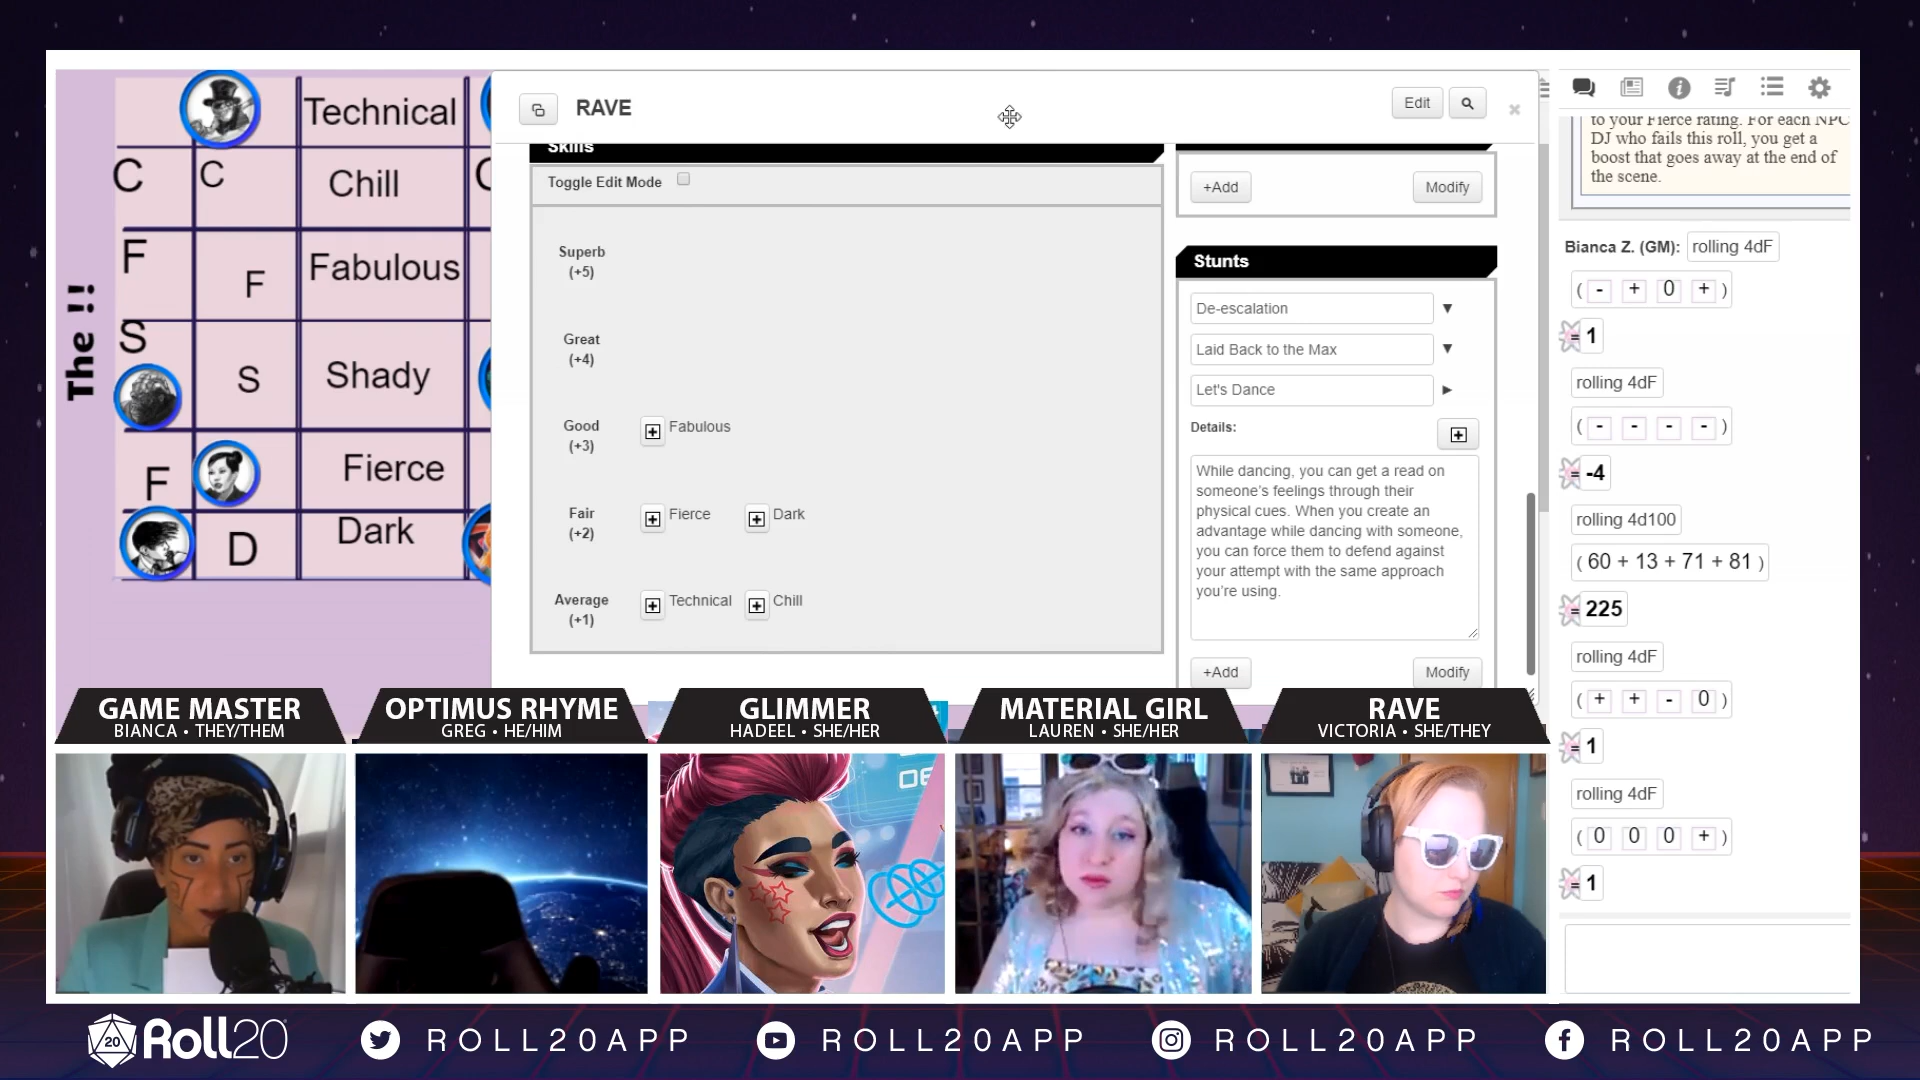 The !!
Technical
C
C
Chill
C
F
F
Fabulous
S
S
Shady
F
Fierce
D
Dark
RAVE
Edit
Skills
Toggle Edit Mode
Superb
(+5)
Great
(+4)
Good
(+3)
Fabulous
Fair
(+2)
Fierce
Dark
Average
(+1)
Technical
Chill
+Add
Modify
Stunts
De-escalation
Laid Back to the Max
Let's Dance
Details:
While dancing, you can get a read on
someone's feelings through their
physical cues. When you create an
advantage while dancing with someone,
you can force them to defend against
your attempt with the same approach
you're using.
+Add
Modify
to your Fierce rating. For each NPC
DJ who fails this roll, you get a
boost that goes away at the end of
the scene.
Bianca Z. (GM): rolling 4dF
( - + 0 + )
= 1
rolling 4dF
( - - - - )
= -4
rolling 4d100
( 60 + 13 + 71 + 81 )
= 225
rolling 4dF
( + + - 0 )
= 1
rolling 4dF
( 0 0 0 + )
= 1
GAME MASTER
BIANCA • THEY/THEM
OPTIMUS RHYME
GREG • HE/HIM
GLIMMER
HADEEL • SHE/HER
MATERIAL GIRL
LAUREN • SHE/HER
RAVE
VICTORIA • SHE/THEY
20
Roll20
ROLL20APP
ROLL20APP
ROLL20APP
ROLL20APP